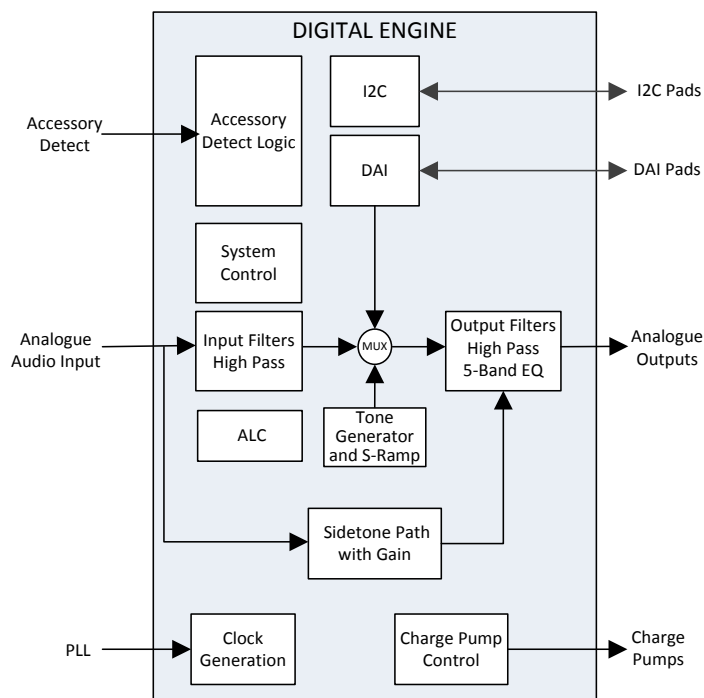 DIGITAL ENGINE
Accessory
Detect
Accessory
Detect Logic
I2C
I2C Pads
DAI
DAI Pads
System
Control
Analogue
Audio Input
Input Filters
High Pass
MUX
Output Filters
High Pass
5-Band EQ
Analogue
Outputs
ALC
Tone
Generator
and S-Ramp
Sidetone Path
with Gain
PLL
Clock
Generation
Charge Pump
Control
Charge
Pumps